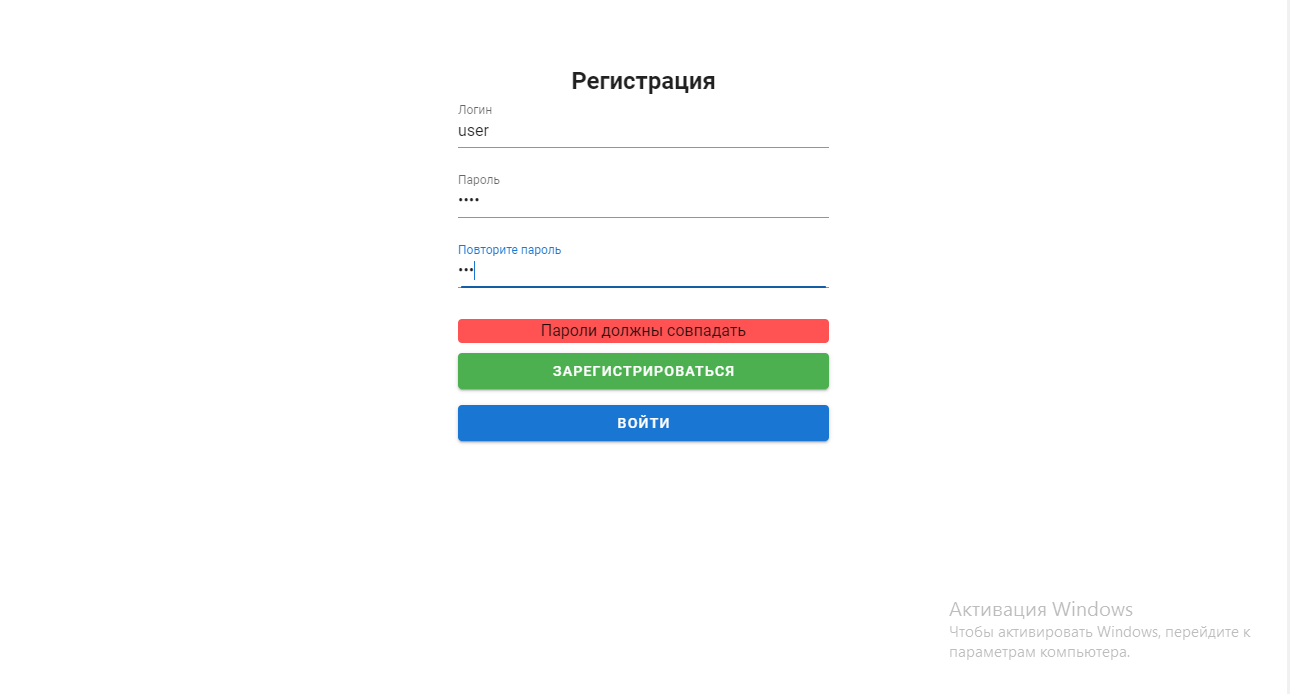 Регистрация
Логин
user
Пароль
••••
Повторите пароль
•••
Пароли должны совпадать
ЗАРЕГИСТРИРОВАТЬСЯ
ВОЙТИ
Активация Windows
Чтобы активировать Windows, перейдите к
параметрам компьютера.